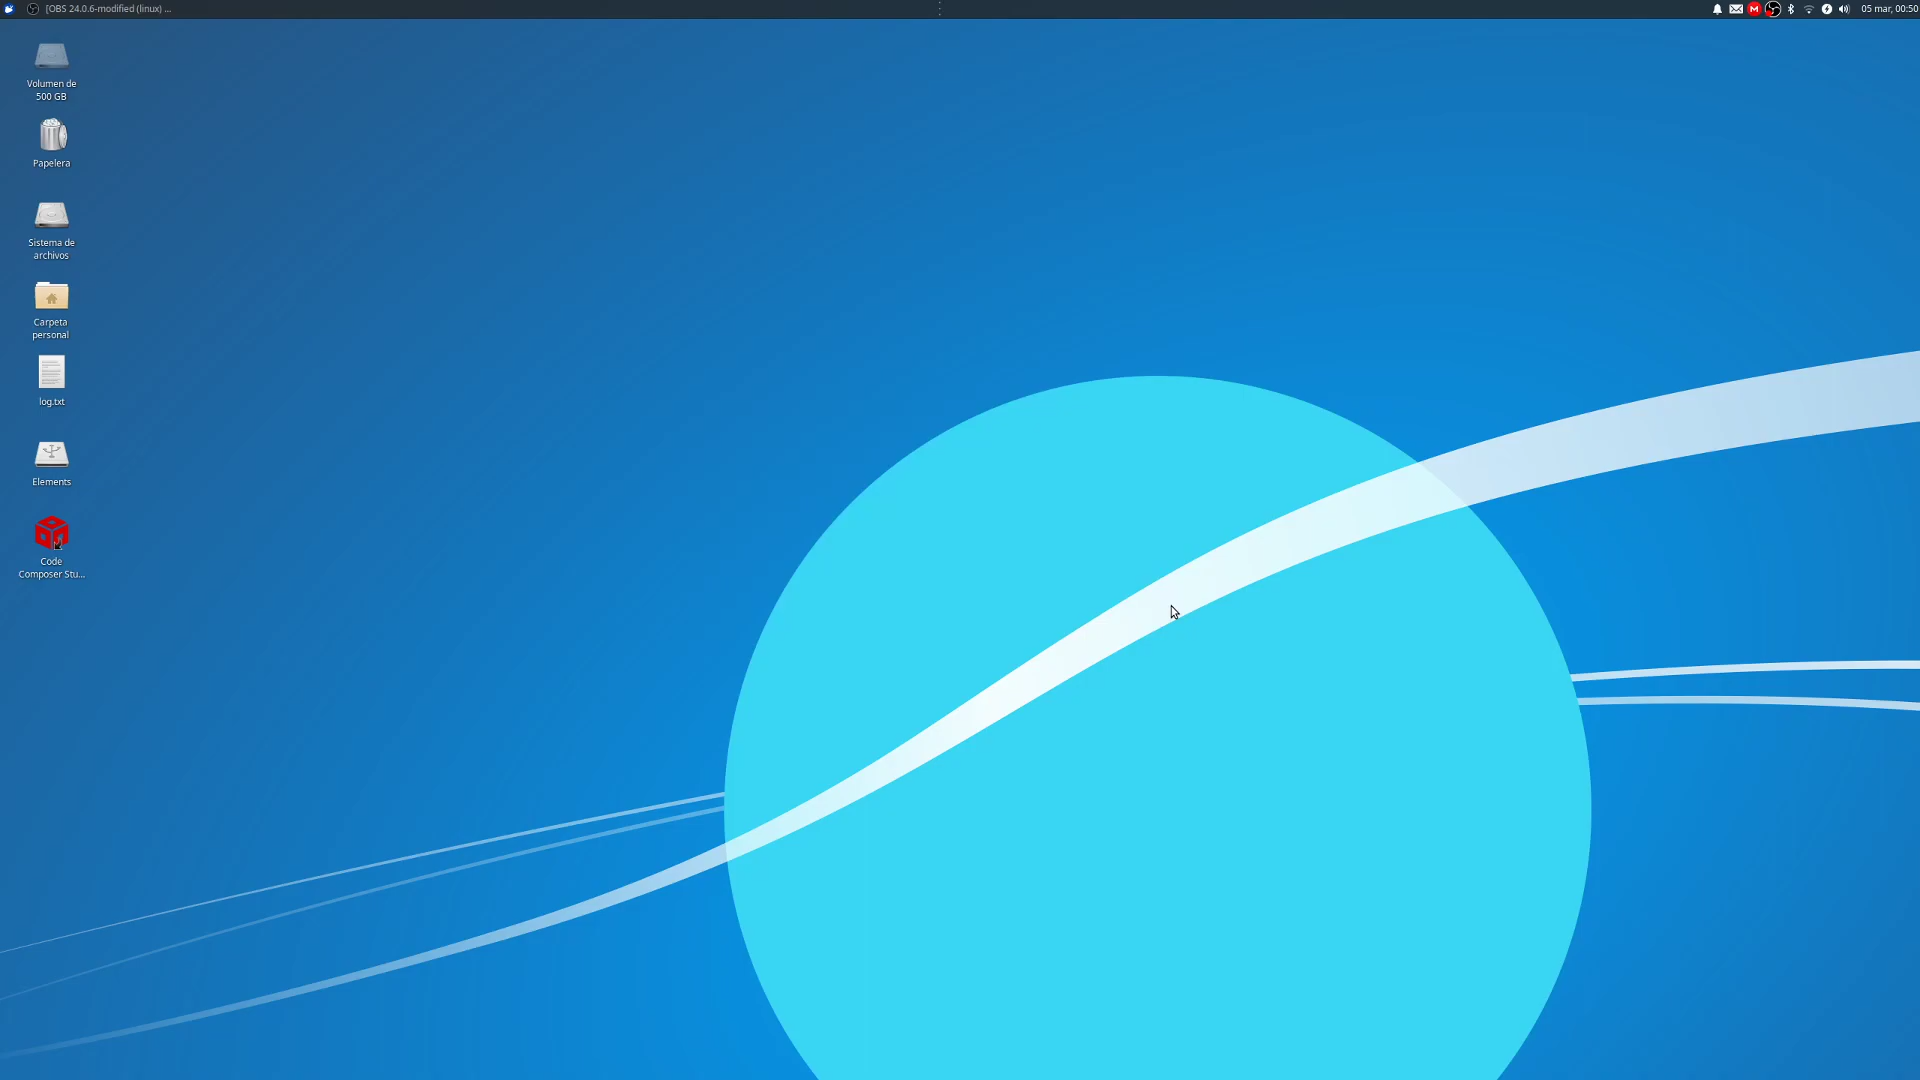 [OBS 24.0.6-modified (linux) ...
05 mar, 00:50
Volumen de
500 GB
Papelera
Sistema de
archivos
Carpeta
personal
log.txt
Elements
Code
Composer Stu...